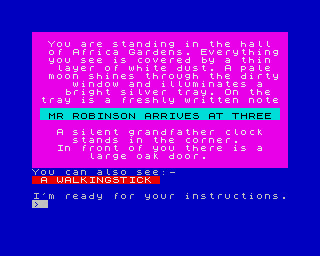 You are standing in the hall
of Africa Gardens. Everything
you see is covered by a thin
layer of white dust. A pale
moon shines through the dirty
window and illuminates a
bright silver tray. On the
tray is a freshly written note
MR ROBINSON ARRIVES AT THREE
A silent grandfather clock
stands in the corner.
In front of you there is a
large oak door.
You can also see:-
A WALKINGSTICK
I'm ready for your instructions.
>